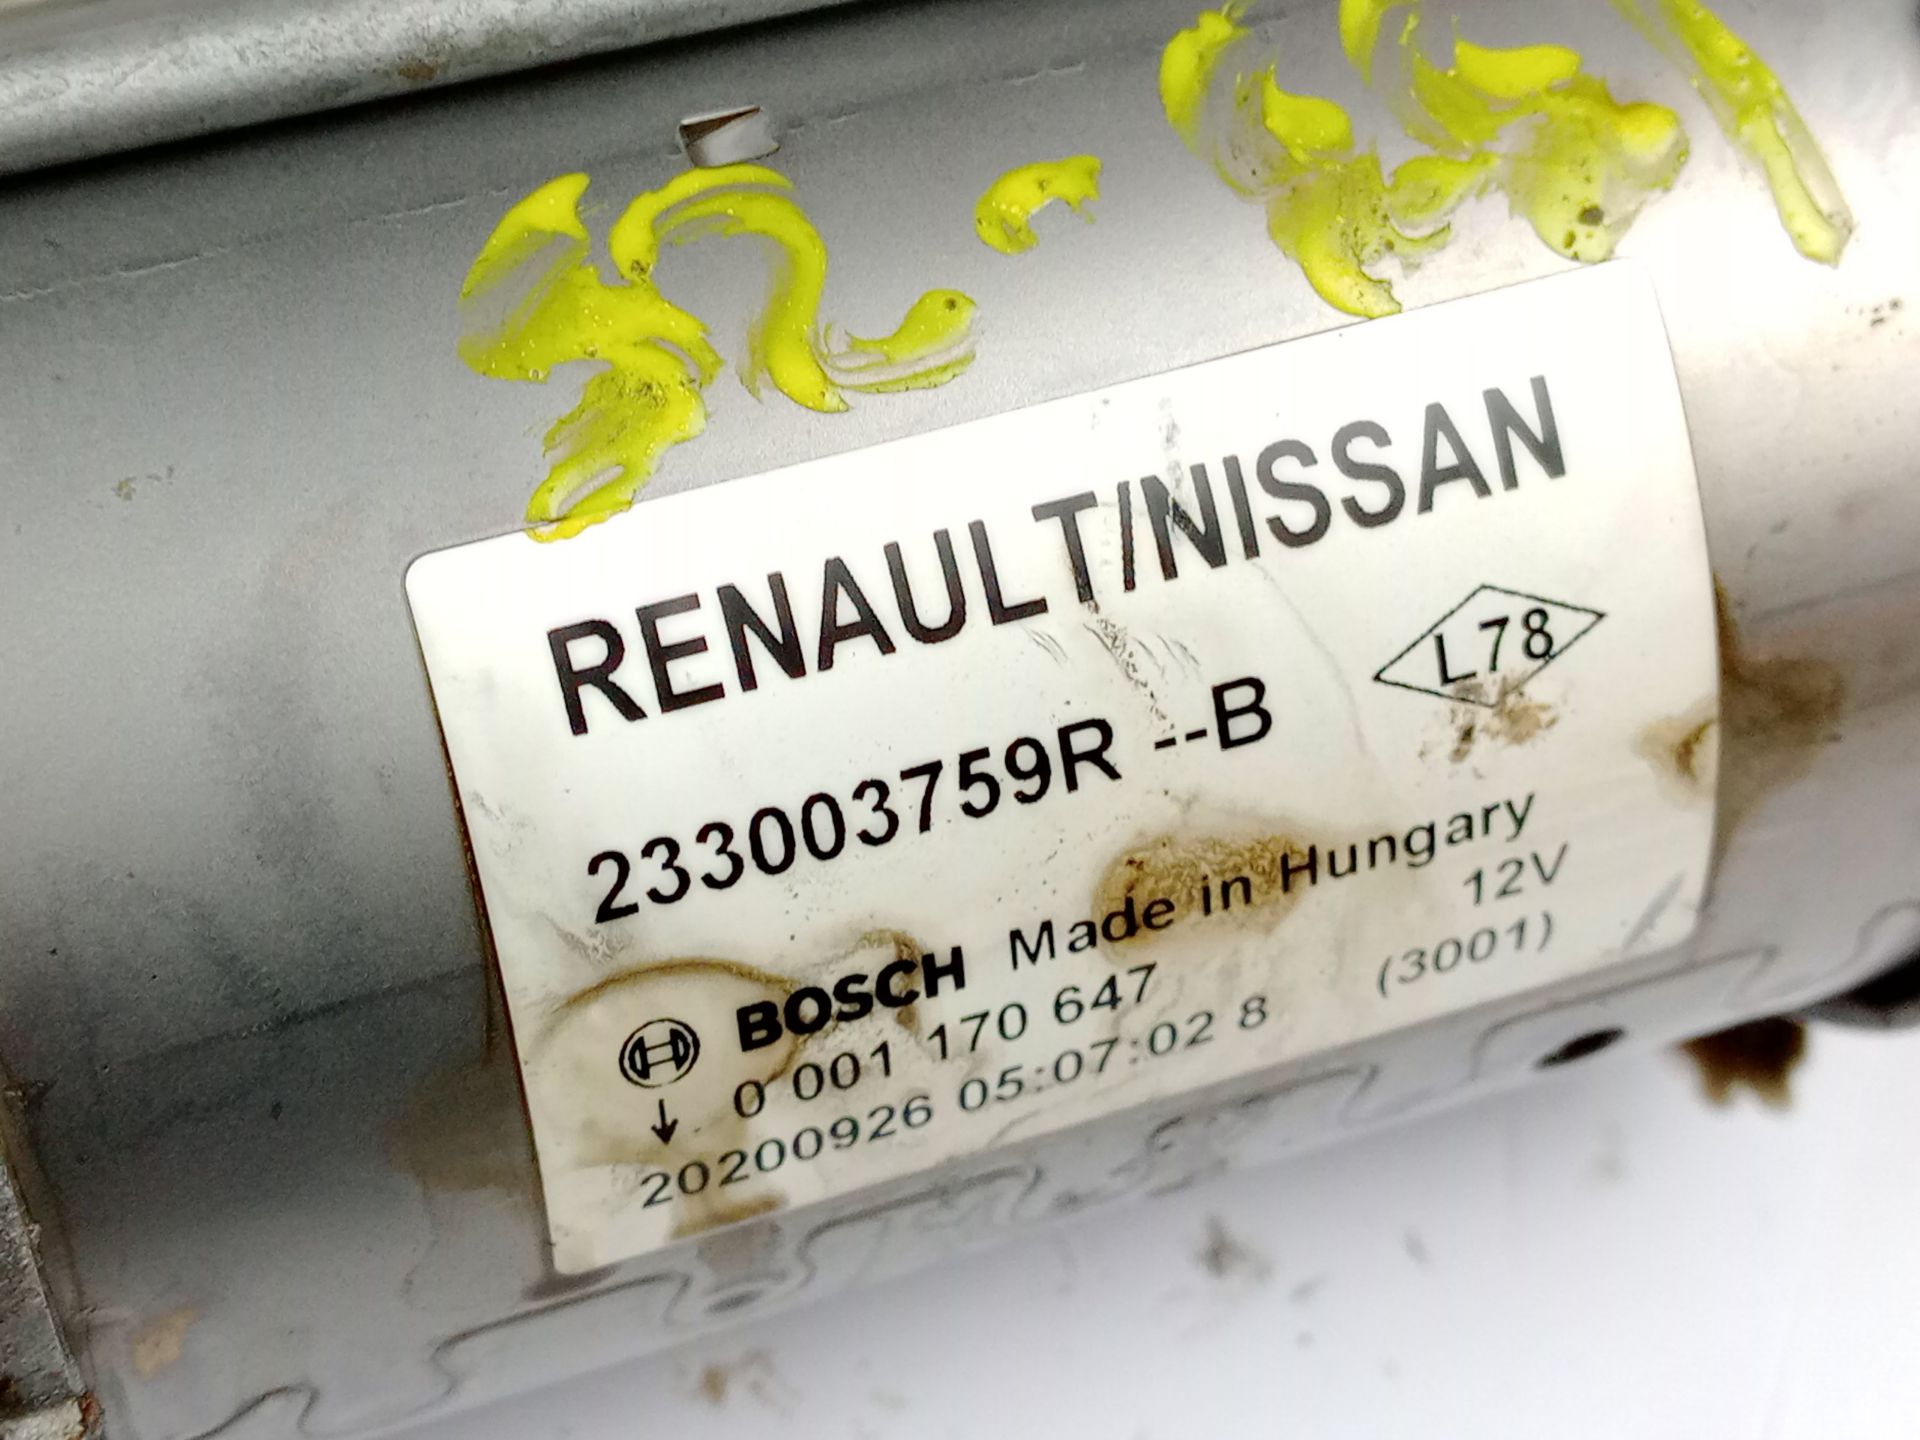 RENAULT/NISSAN
L78
233003759R --B
BOSCH Made in Hungary
0 001 170 647 12V
20200926 05:07:02 8 (3001)